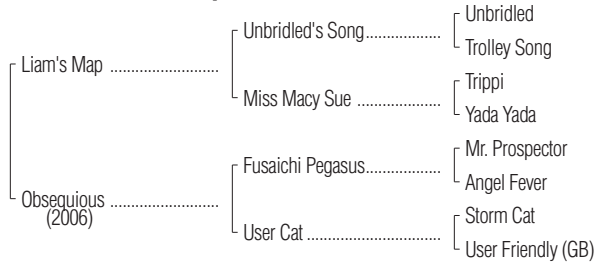 Unbridled
Unbridled's Song..................
Trolley Song
Liam's Map .........................
Trippi
Miss Macy Sue ...................
Yada Yada
Mr. Prospector
Fusaichi Pegasus.................
Angel Fever
Obsequious .........................
(2006)
Storm Cat
User Cat ...............................
User Friendly (GB)